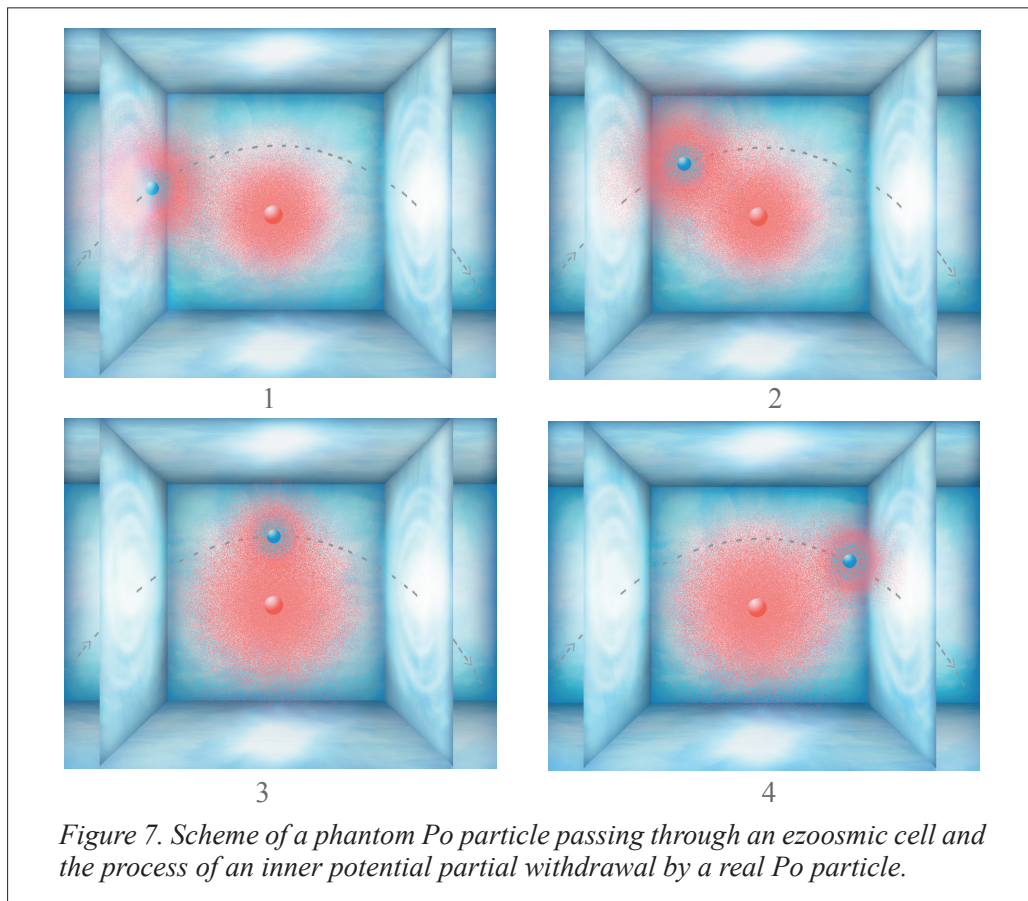 1
2
3
4
Figure 7. Scheme of a phantom Po particle passing through an ezoosmic cell and
the process of an inner potential partial withdrawal by a real Po particle.